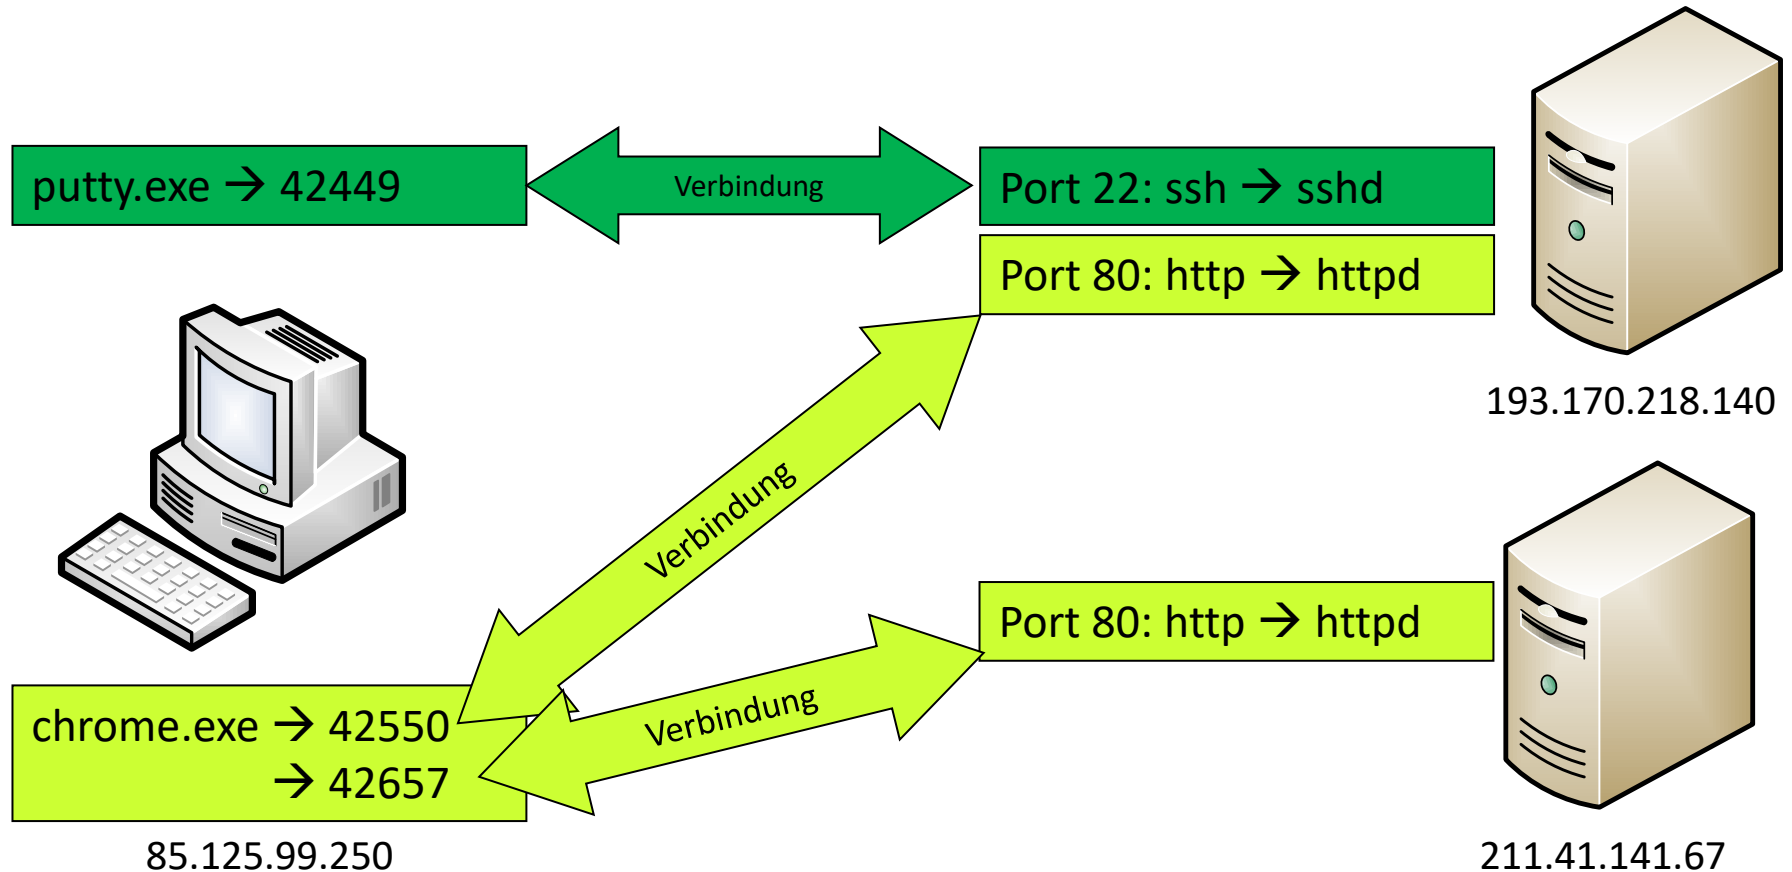 putty.exe → 42449
Verbindung
Port 22: ssh → sshd
Port 80: http → httpd
193.170.218.140
Verbindung
Port 80: http → httpd
Verbindung
chrome.exe → 42550
→ 42657
85.125.99.250
211.41.141.67